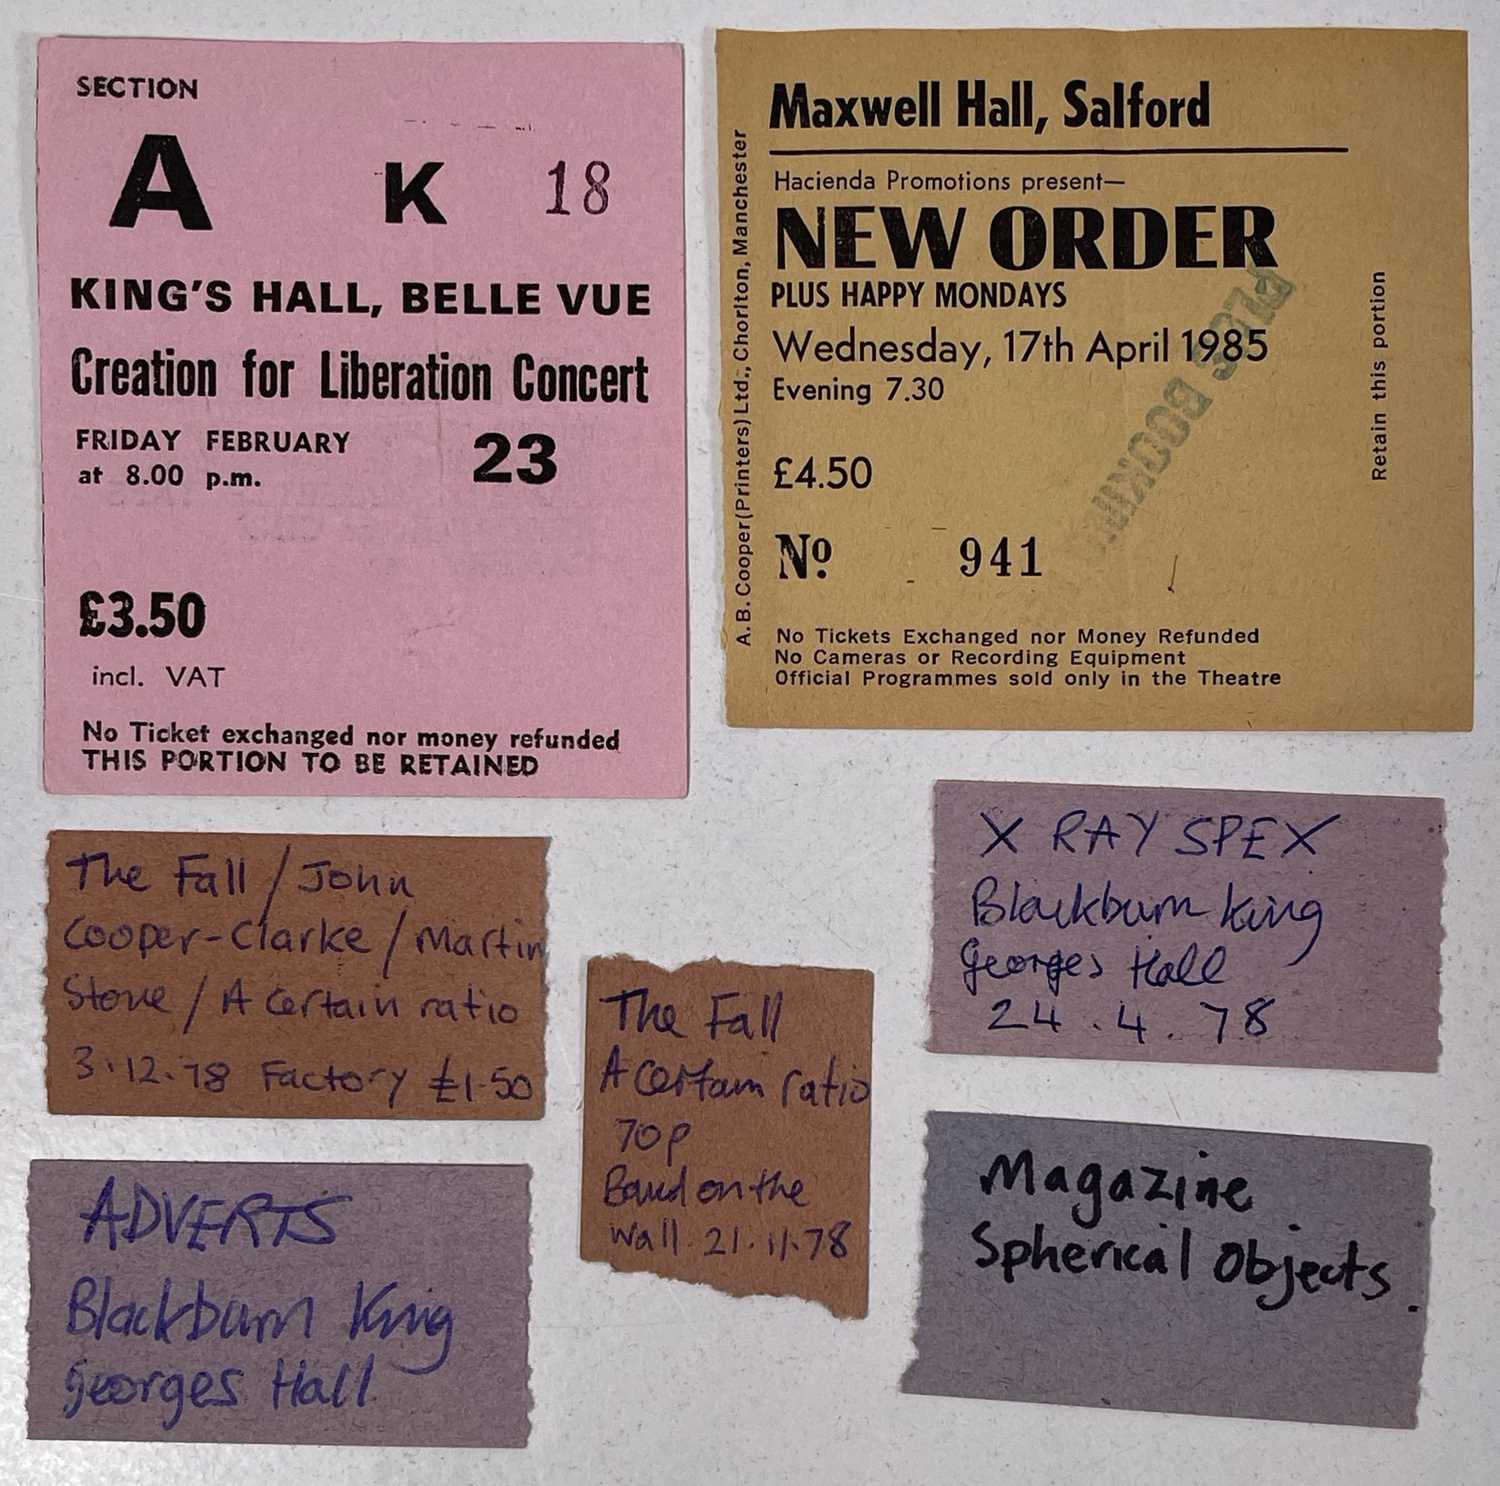 SECTION
A K 18
KING'S HALL, BELLE VUE
Creation for Liberation Concert
FRIDAY FEBRUARY 23
at 8.00 p.m.
£3.50
incl. VAT
No Ticket exchanged nor money refunded
THIS PORTION TO BE RETAINED
A. B. Cooper (Printers) Ltd., Chorlton, Manchester
Maxwell Hall, Salford
Hacienda Promotions present—
NEW ORDER
PLUS HAPPY MONDAYS
Wednesday, 17th April 1985
Evening 7.30
£4.50
No. 941
No Tickets Exchanged nor Money Refunded
No Cameras or Recording Equipment
Official Programmes sold only in the Theatre
Retain this portion
The Fall / John
Cooper-Clarke / Martin
Stone / A Certain ratio
3.12.78 Factory £1.50
The Fall
A Certain ratio
70p
Band on the
Wall 21.11.78
X RAY SPEX
Blackburn King
Georges Hall
24.4.78
ADVERTS
Blackburn King
Georges Hall
Magazine
Spherical Objects.